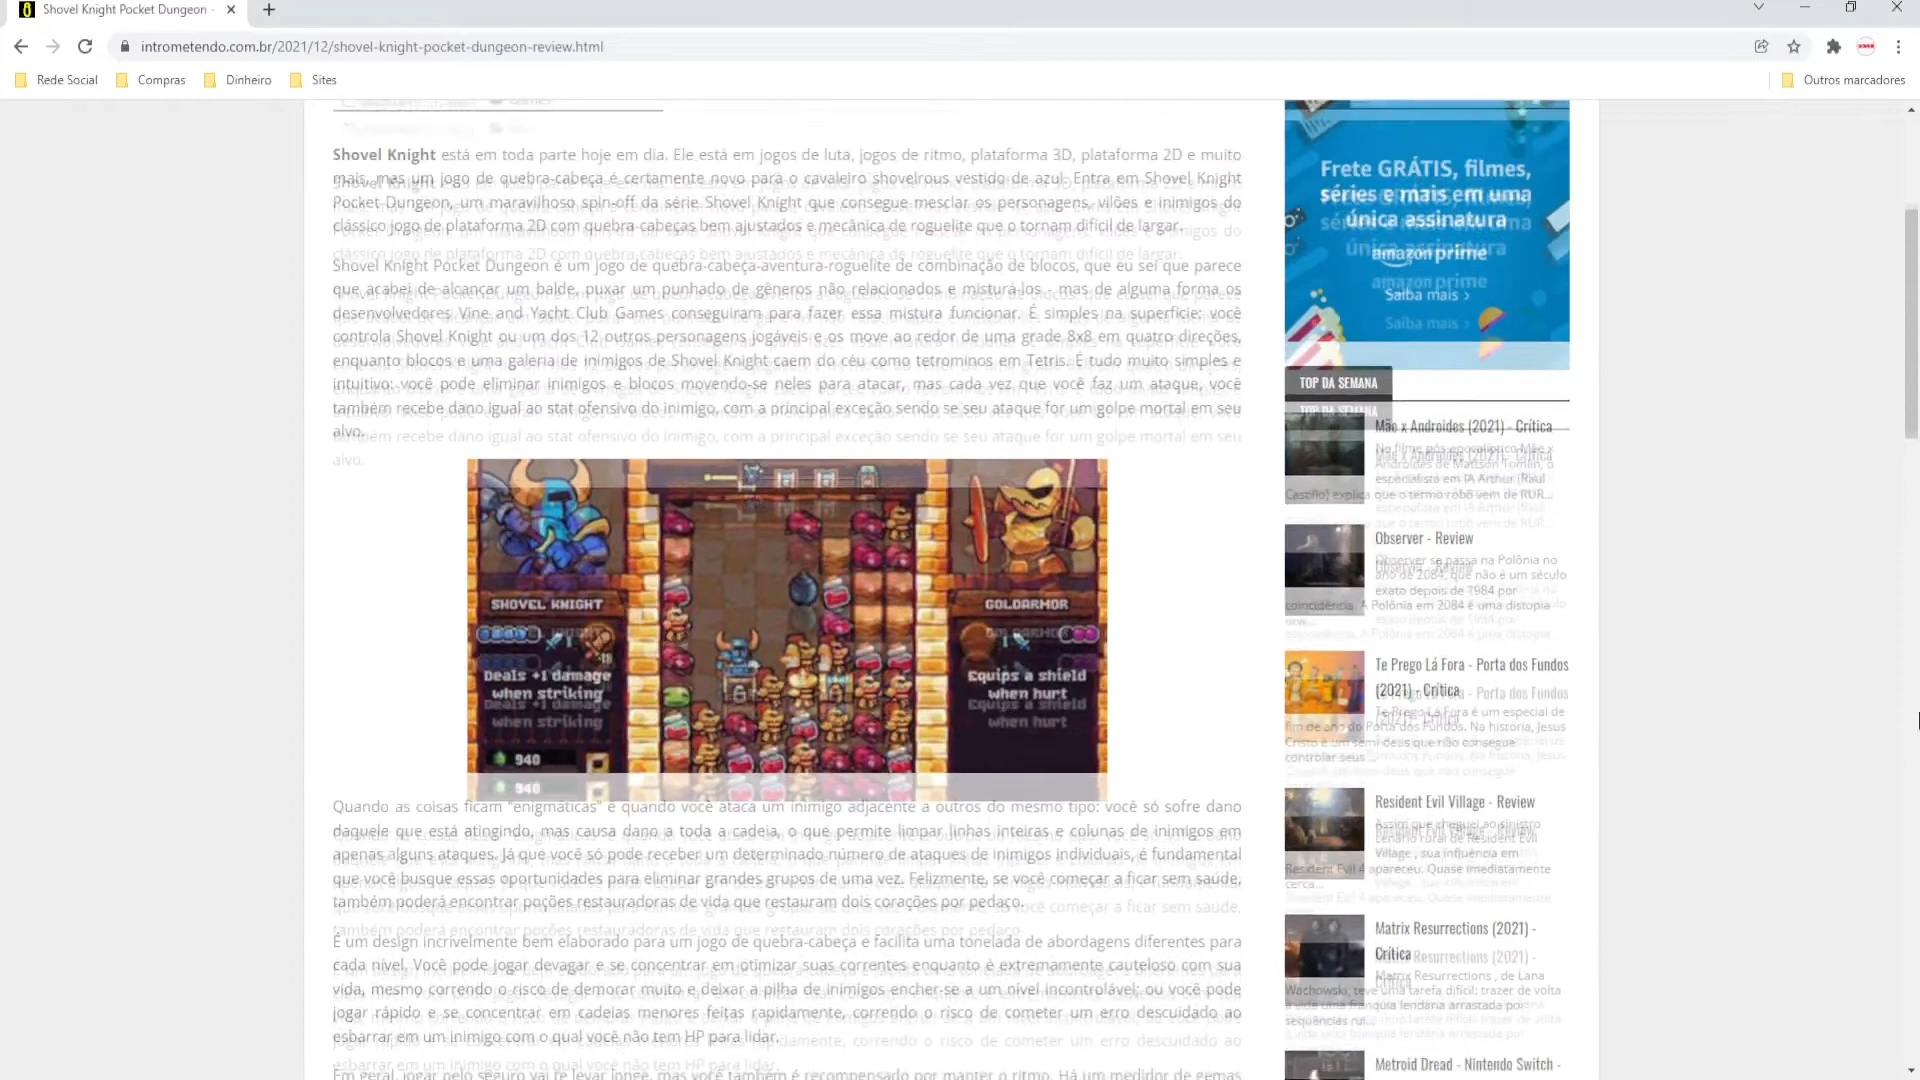 Shovel Knight Pocket Dungeon -
intrometendo.com.br/2021/12/shovel-knight-pocket-dungeon-review.html
Rede Social
Compras
Dinheiro
Sites
Outros marcadores
Shovel Knight está em toda parte hoje em dia. Ele está em jogos de luta, jogos de ritmo, plataforma 3D, plataforma 2D e muito
mais, mas um jogo de quebra-cabeça é certamente novo para o cavaleiro shovelrous vestido de azul. Entra em Shovel Knight
Pocket Dungeon, um maravilhoso spin-off da série Shovel Knight que consegue mesclar os personagens, vilões e inimigos do
clássico jogo de plataforma 2D com quebra-cabeças bem ajustados e mecânica de roguelite que o tornam difícil de largar.
Shovel Knight Pocket Dungeon é um jogo de quebra-cabeça-aventura-roguelite de combinação de blocos, que eu sei que parece
que acabei de alcançar um balde, puxar um punhado de gêneros não relacionados e misturá-los - mas de alguma forma os
desenvolvedores Vine and Yacht Club Games conseguiram para fazer essa mistura funcionar. É simples na superfície: você
controla Shovel Knight ou um dos 12 outros personagens jogáveis e os move ao redor de uma grade 8x8 em quatro direções,
enquanto blocos e uma galeria de inimigos de Shovel Knight caem do céu como tetrominos em Tetris. É tudo muito simples e
intuitivo: você pode eliminar inimigos e blocos movendo-se neles para atacar, mas cada vez que você faz um ataque, você
também recebe dano igual ao stat ofensivo do inimigo, com a principal exceção sendo se seu ataque for um golpe mortal em seu
alvo.
SHOVEL KNIGHT
Deals +1 damage
when striking
940
GOLDARMOR
1
Equips a shield
when hurt
Quando as coisas ficam "enigmáticas" é quando você ataca um inimigo adjacente a outros do mesmo tipo: você só sofre dano
daquele que está atingindo, mas causa dano a toda a cadeia, o que permite limpar linhas inteiras e colunas de inimigos em
apenas alguns ataques. Já que você só pode receber um determinado número de ataques de inimigos individuais, é fundamental
que você busque essas oportunidades para eliminar grandes grupos de uma vez. Felizmente, se você começar a ficar sem saúde,
também poderá encontrar poções restauradoras de vida que restauram dois corações por pedaço.
É um design incrivelmente bem elaborado para um jogo de quebra-cabeça e facilita uma tonelada de abordagens diferentes para
cada nível. Você pode jogar devagar e se concentrar em otimizar suas correntes enquanto é extremamente cauteloso com sua
vida, mesmo correndo o risco de demorar muito e deixar a pilha de inimigos encher-se a um nível incontrolável; ou você pode
jogar rápido e se concentrar em cadeias menores feitas rapidamente, correndo o risco de cometer um erro descuidado ao
esbarrar em um inimigo com o qual você não tem HP para lidar.
Em geral, jogar pelo seguro vai te levar longe, mas você também é recompensado por manter o ritmo. Há um medidor de gemas
Frete GRÁTIS, filmes,
séries e mais em uma
única assinatura
amazon prime
Saiba mais ›
TOP DA SEMANA
Mãe x Androides (2021) - Crítica
No filme pós-apocalíptico Mãe x
Androides de Mattson Tomlin, o
especialista em IA Arthur (Raul
Castillo) explica que o termo robô vem de RUR...
Observer - Review
Observer se passa na Polônia no
ano de 2084, que não é um século
exato depois de 1984 por
coincidência. A Polônia em 2084 é uma distopia
Te Prego Lá Fora - Porta dos Fundos
(2021) - Crítica
Te Prego Lá Fora é um especial de
fim de ano do Porta dos Fundos. Na história, Jesus
Cristo é um semi-deus que não consegue
controlar seus ...
Resident Evil Village - Review
Assim que cheguei ao sinistro
cenário rural de Resident Evil
Village , sua influência em
Resident Evil 4 apareceu. Quase imediatamente
cerca...
Matrix Resurrections (2021) -
Crítica
Matrix Resurrections , de Lana
Wachowski, teve uma tarefa difícil: trazer de volta
à vida uma franquia lendária arrastada por
sequências rui...
Metroid Dread - Nintendo Switch -